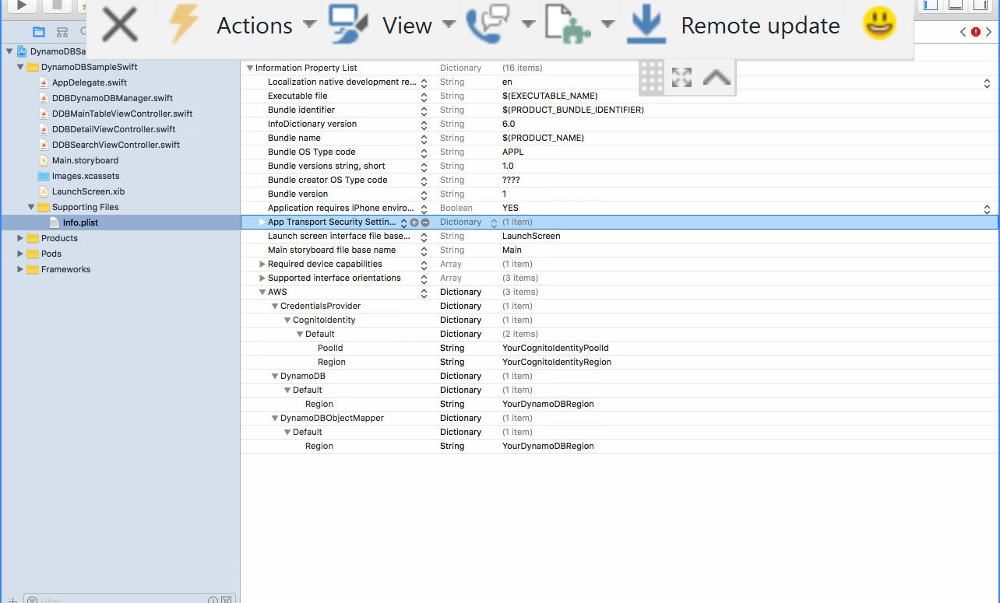 Actions View Remote update
DynamoDBSa
DynamoDBSampleSwift
AppDelegate.swift
DDBDynamoDBManager.swift
DDBMainTableViewController.swift
DDBDetailViewController.swift
DDBSearchViewController.swift
Main.storyboard
Images.xcassets
LaunchScreen.xib
Supporting Files
Info.plist
Products
Pods
Frameworks
Filter
Information Property List Dictionary (16 items)
Localization native development re... String en
Executable file String $(EXECUTABLE_NAME)
Bundle identifier String $(PRODUCT_BUNDLE_IDENTIFIER)
InfoDictionary version String 6.0
Bundle name String $(PRODUCT_NAME)
Bundle OS Type code String APPL
Bundle versions string, short String 1.0
Bundle creator OS Type code String ????
Bundle version String 1
Application requires iPhone enviro... Boolean YES
App Transport Security Settin... Dictionary (1 item)
Launch screen interface file base... String LaunchScreen
Main storyboard file base name String Main
Required device capabilities Array (1 item)
Supported interface orientations Array (3 items)
AWS Dictionary (3 items)
CredentialsProvider Dictionary (1 item)
CognitoIdentity Dictionary (1 item)
Default Dictionary (2 items)
PoolId String YourCognitoIdentityPoolId
Region String YourCognitoIdentityRegion
DynamoDB Dictionary (1 item)
Default Dictionary (1 item)
Region String YourDynamoDBRegion
DynamoDBObjectMapper Dictionary (1 item)
Default Dictionary (1 item)
Region String YourDynamoDBRegion